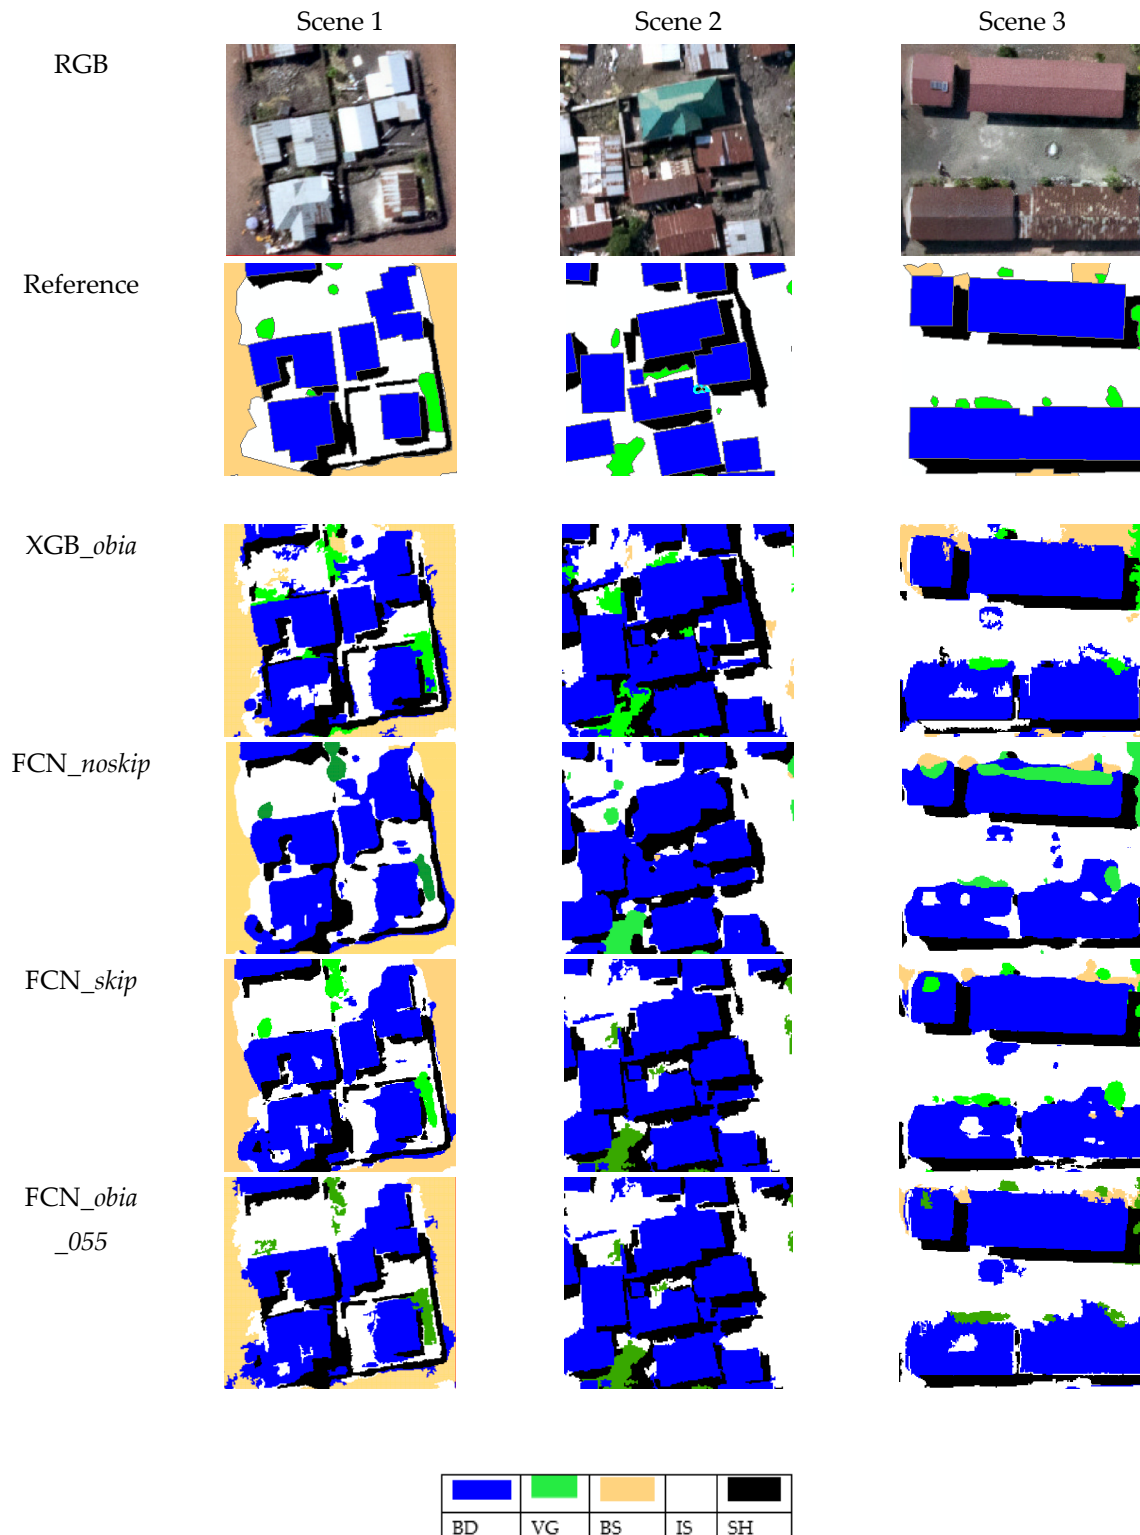 Scene 1 Scene 2 Scene 3
RGB
Reference
XGB_obia
FCN_noskip
FCN_skip
FCN_obia
_055
BD VG BS IS SH